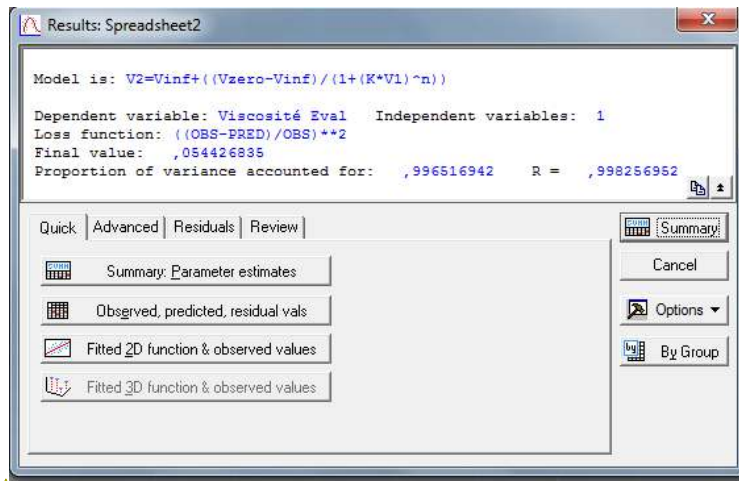 Results: Spreadsheet2
Model is: V2=Vinf+((Vzero-Vinf)/(1+(K*V1)^n))
Dependent variable: Viscosité Eval Independent variables: 1
Loss function: ((OBS-PRED)/OBS)**2
Final value: ,054426835
Proportion of variance accounted for: ,996516942 R = ,998256952
Quick Advanced Residuals Review
Summary
Summary: Parameter estimates
Cancel
Observed, predicted, residual vals
Options
Fitted 2D function & observed values
By Group
Fitted 3D function & observed values